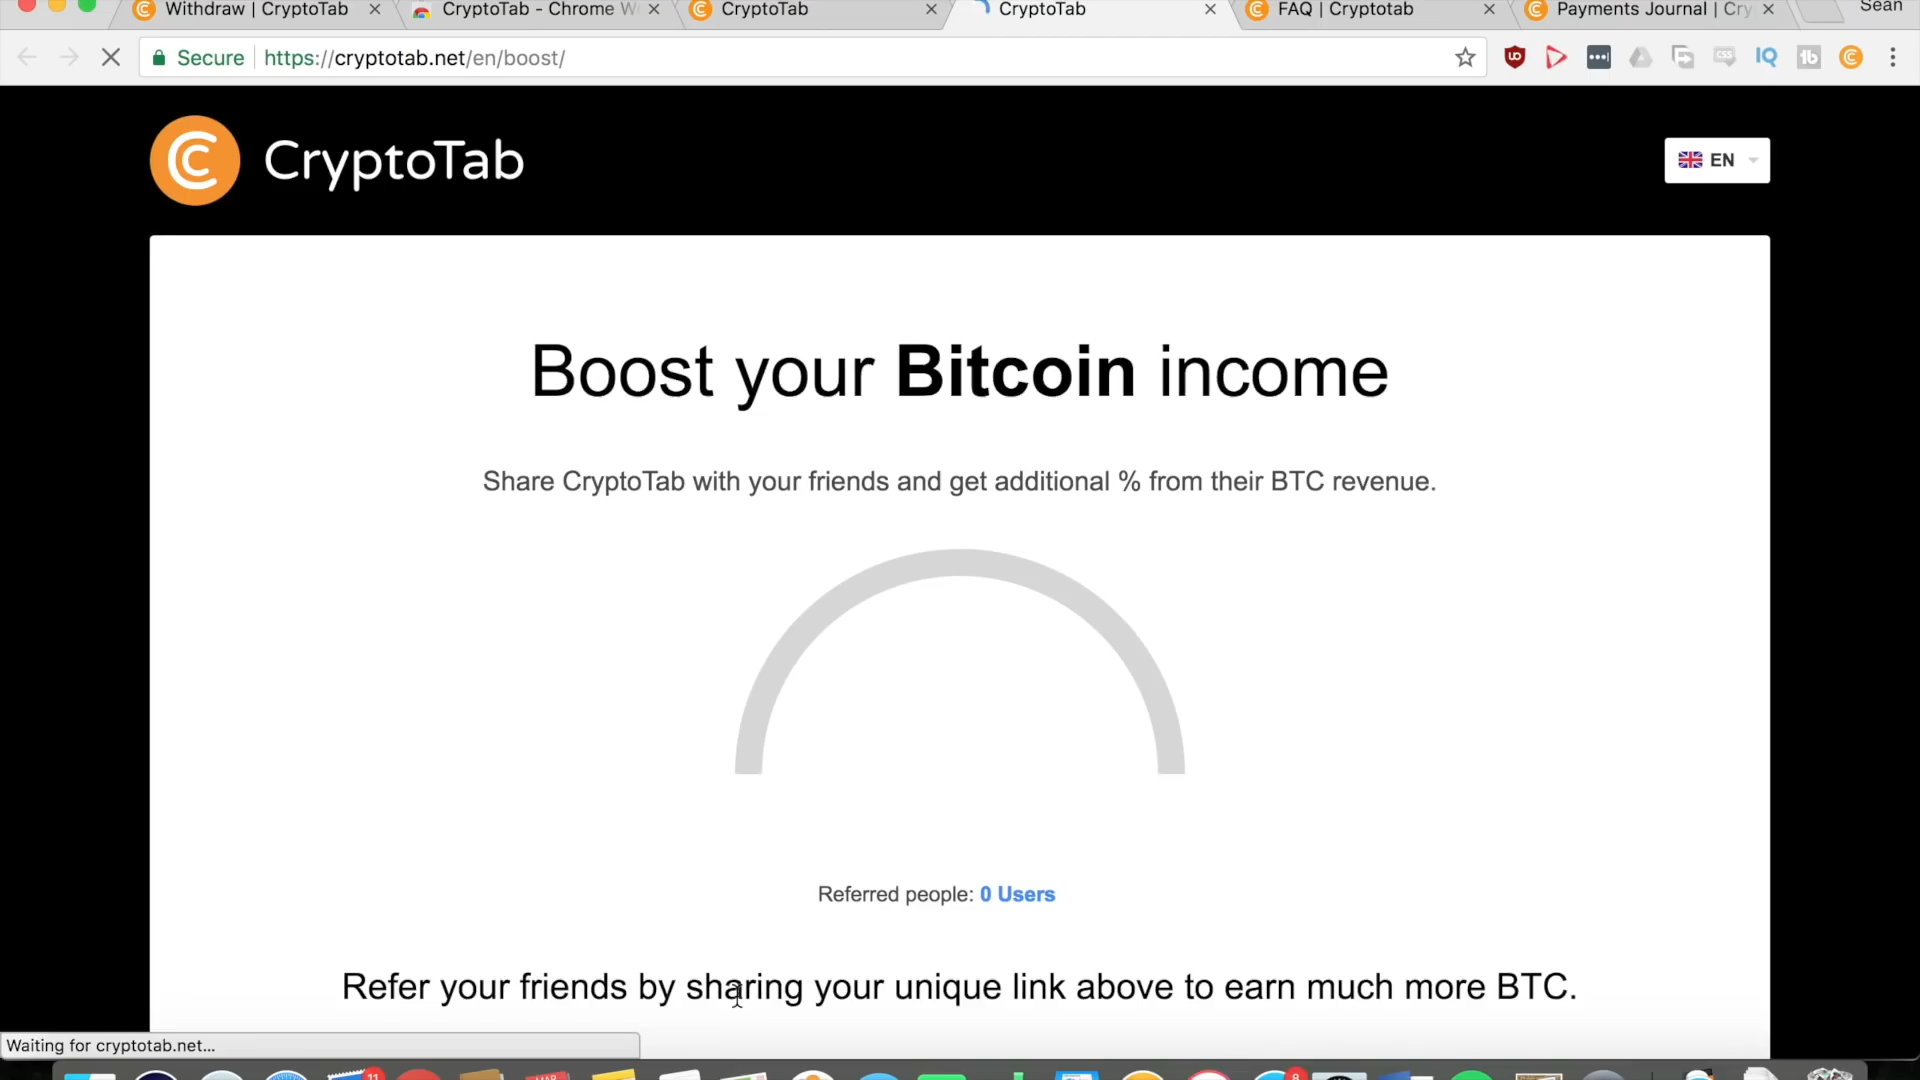 Withdraw | CryptoTab
CryptoTab - Chrome W
CryptoTab
CryptoTab
FAQ | Cryptotab
Payments Journal | Cry
Sean
Secure
https://cryptotab.net/en/boost/
CryptoTab
EN
Boost your Bitcoin income
Share CryptoTab with your friends and get additional % from their BTC revenue.
Referred people: 0 Users
Refer your friends by sharing your unique link above to earn much more BTC.
Waiting for cryptotab.net...
11
MAR
8